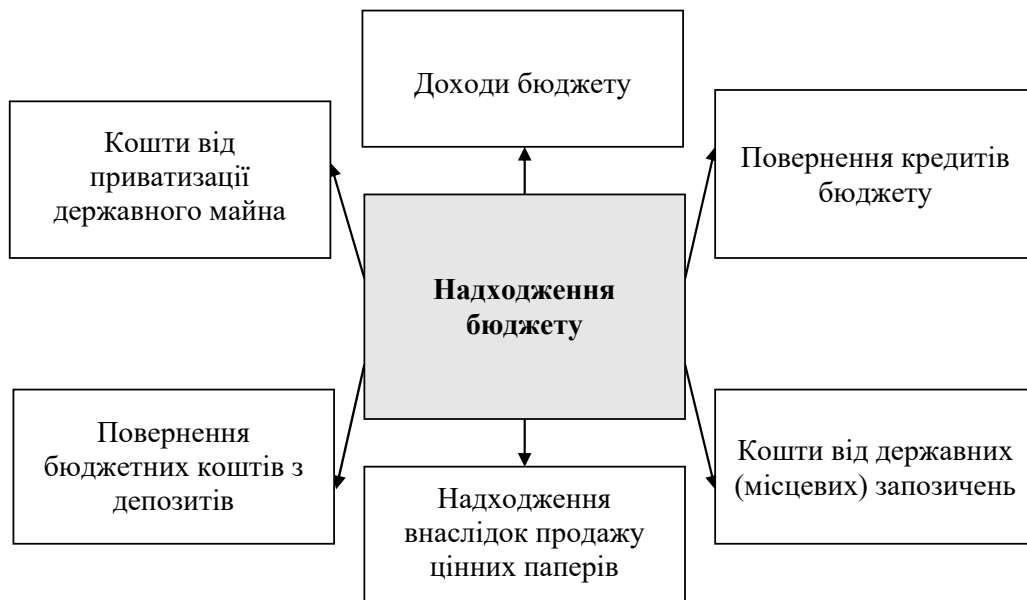 Доходи бюджету
Кошти від
приватизації
державного майна
Повернення кредитів
бюджету
Надходження
бюджету
Повернення
бюджетних коштів з
депозитів
Кошти від державних
(місцевих) запозичень
Надходження
внаслідок продажу
цінних паперів